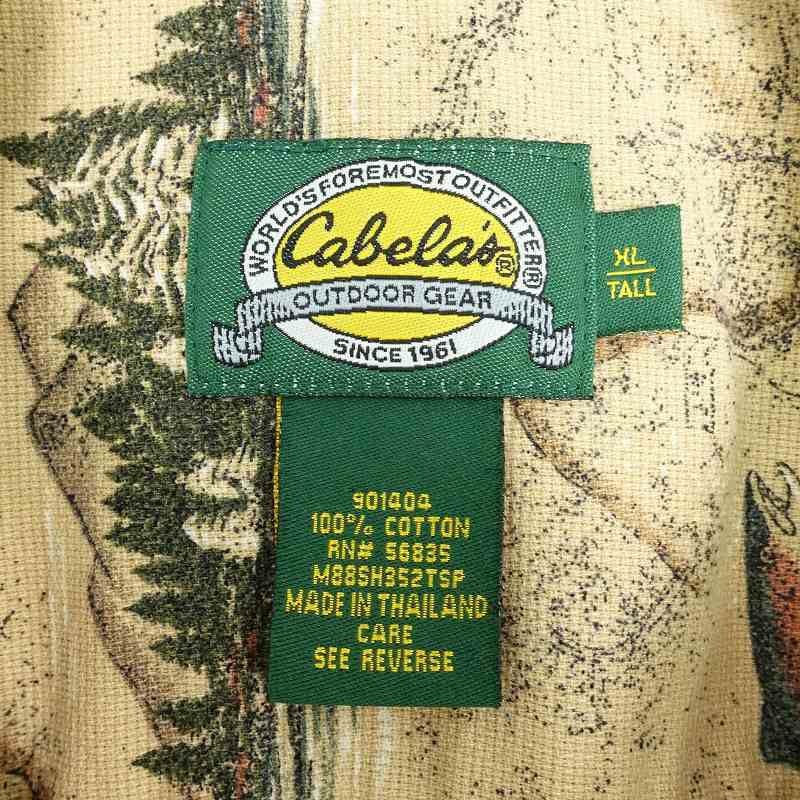 WORLD'S FOREMOST OUTFITTER®
Cabela's®
OUTDOOR GEAR
SINCE 1961
XL
TALL
901404
100% COTTON
RN# 56835
M88SH352TSP
MADE IN THAILAND
CARE
SEE REVERSE